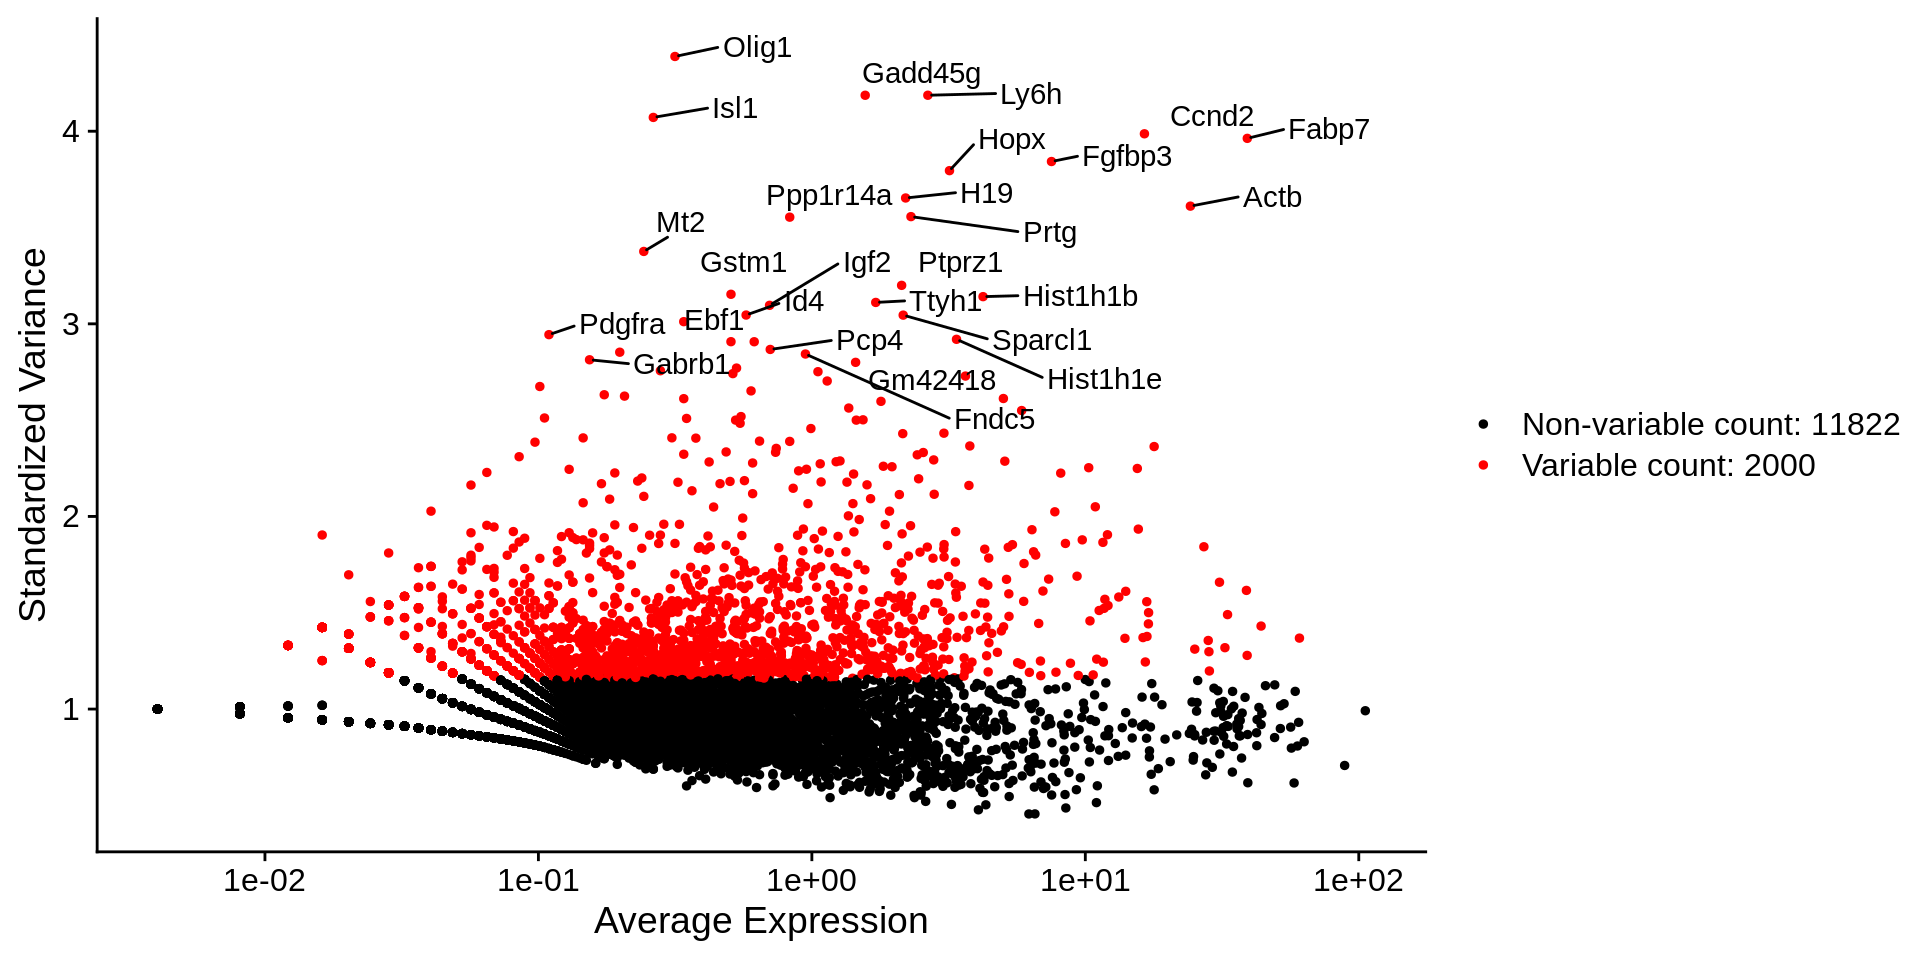 Olig1
Gadd45g
Ly6h
Isl1
Ccnd2
Fabp7
Hopx
Fgfbp3
Ppp1r14a
H19
Actb
Mt2
Prtg
Gstm1
Igf2
Ptprz1
Id4
Ttyh1
Hist1h1b
Pdgfra
Ebf1
Pcp4
Sparcl1
Gabrb1
Gm42418
Hist1h1e
Fndc5
4
3
2
1
Standardized Variance
1e-02
1e-01
1e+00
1e+01
1e+02
Average Expression
Non-variable count: 11822
Variable count: 2000